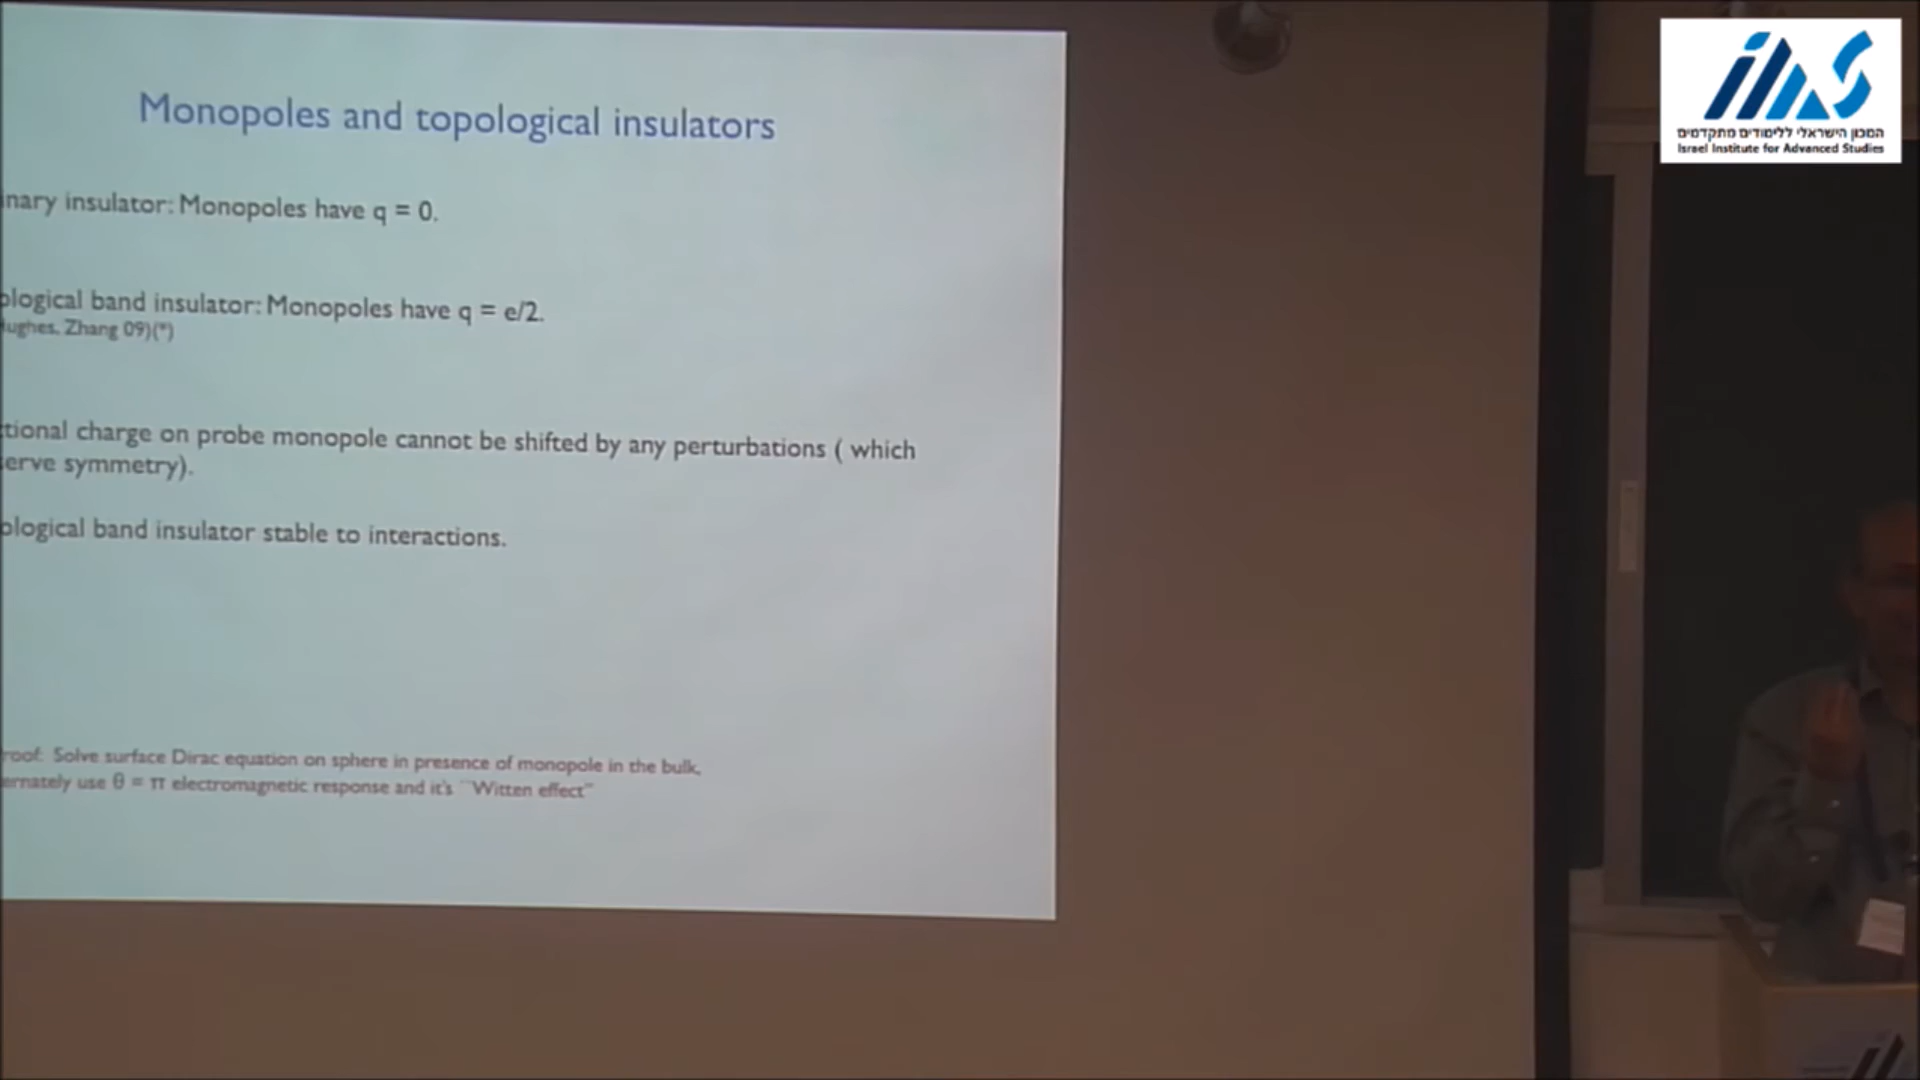 Monopoles and topological insulators
המכון הישראלי ללימודים מתקדמים
Israel Institute for Advanced Studies
inary insulator: Monopoles have q = 0.
ological band insulator: Monopoles have q = e/2.
Hughes, Zhang 09)(*)
tional charge on probe monopole cannot be shifted by any perturbations ( which
erve symmetry).
ological band insulator stable to interactions.
roof: Solve surface Dirac equation on sphere in presence of monopole in the bulk,
ernately use θ = π electromagnetic response and it's ``Witten effect"